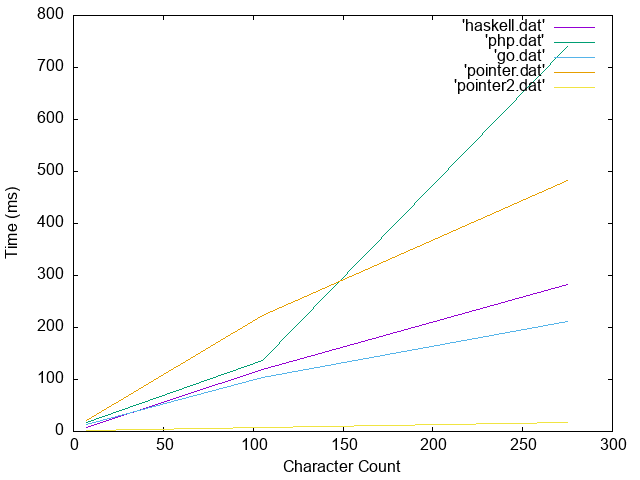 800
700
600
500
400
300
200
100
0
Time (ms)
'haskell.dat'
'php.dat'
'go.dat'
'pointer.dat'
'pointer2.dat'
0 50 100 150 200 250 300
Character Count